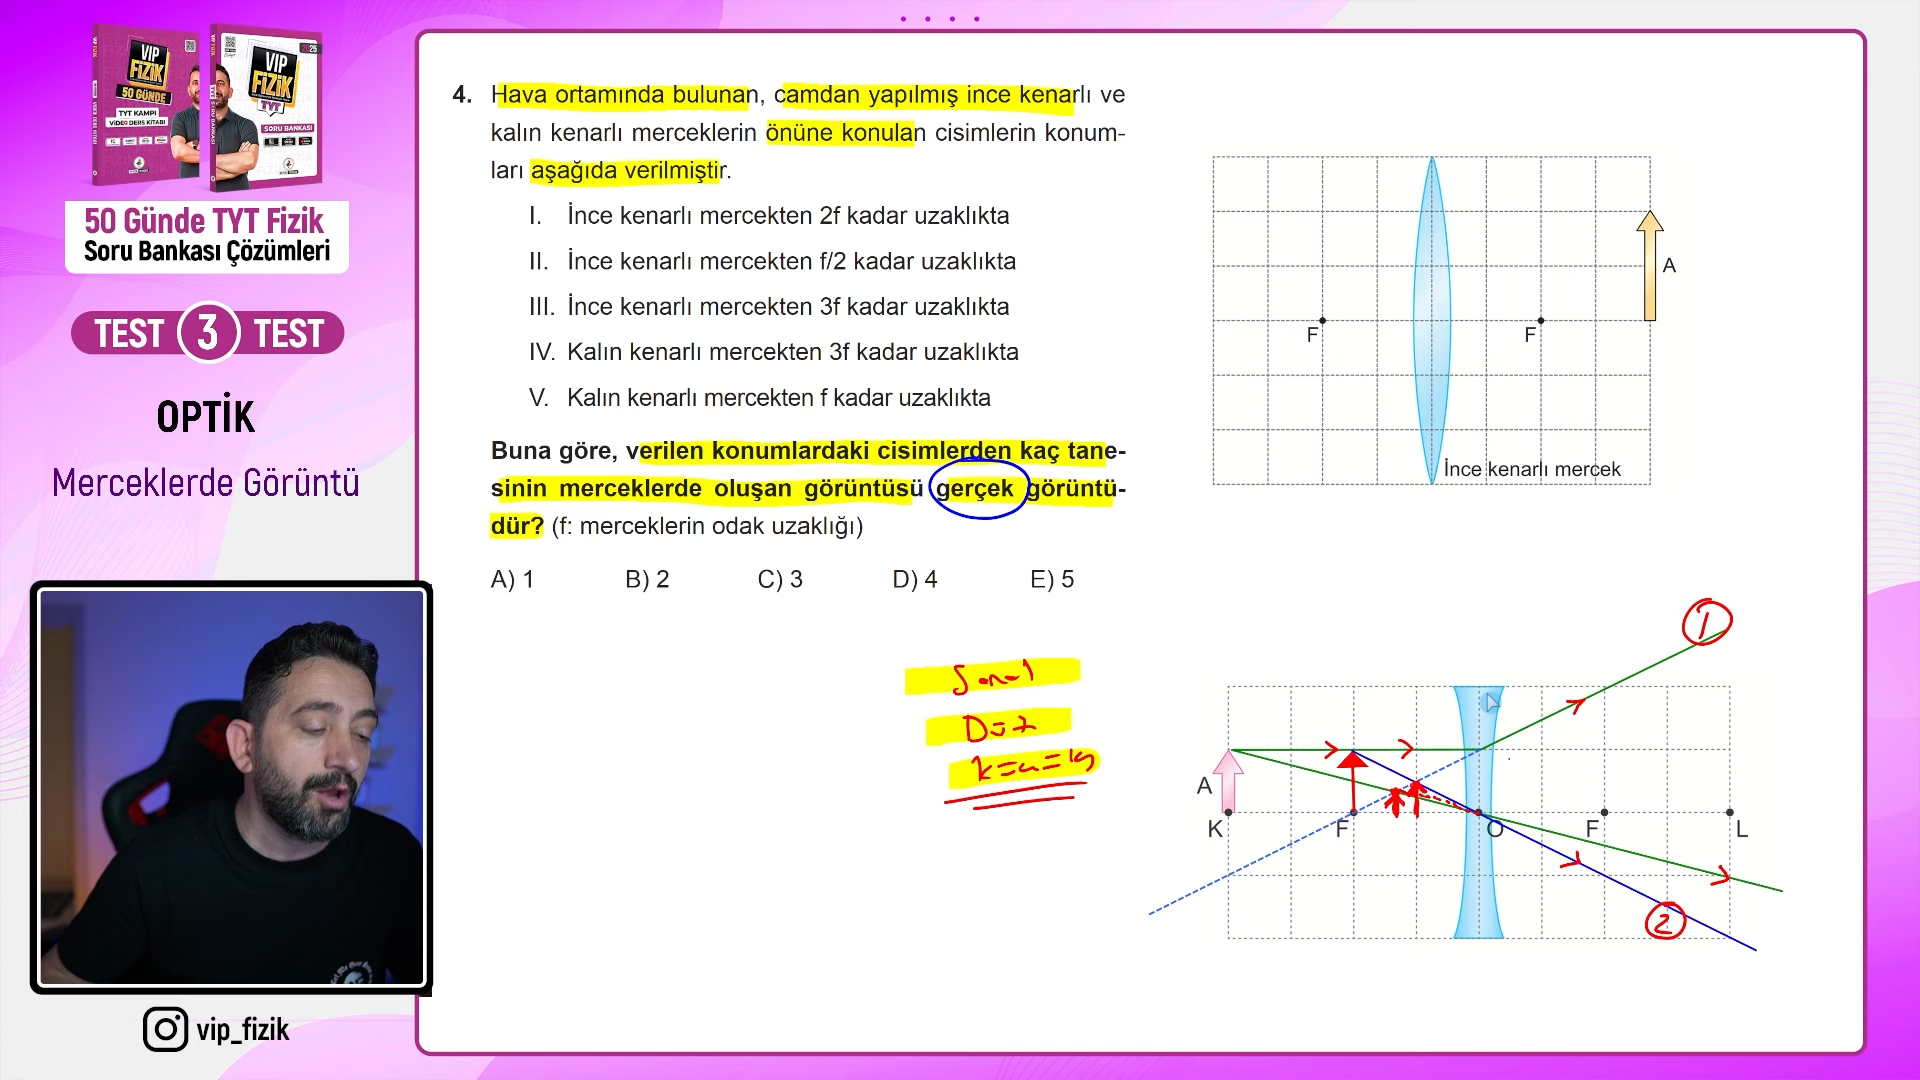 VIP
FİZİK
50 GÜNDE
TYT KAMPI
VİDEO DERS KİTABI
2025
VIP
FİZİK
TYT
SORU BANKASI
50 Günde TYT Fizik
Soru Bankası Çözümleri
TEST 3 TEST
OPTİK
Merceklerde Görüntü
vip_fizik
4. Hava ortamında bulunan, camdan yapılmış ince kenarlı ve
kalın kenarlı merceklerin önüne konulan cisimlerin konum-
ları aşağıda verilmiştir.
I. İnce kenarlı mercekten 2f kadar uzaklıkta
II. İnce kenarlı mercekten f/2 kadar uzaklıkta
III. İnce kenarlı mercekten 3f kadar uzaklıkta
IV. Kalın kenarlı mercekten 3f kadar uzaklıkta
V. Kalın kenarlı mercekten f kadar uzaklıkta
Buna göre, verilen konumlardaki cisimlerden kaç tane-
sinin merceklerde oluşan görüntüsü gerçek görüntü-
dür? (f: merceklerin odak uzaklığı)
A) 1 B) 2 C) 3 D) 4 E) 5
Sanal
Düz
A
F F
İnce kenarlı mercek
1
A
K F O F L
2